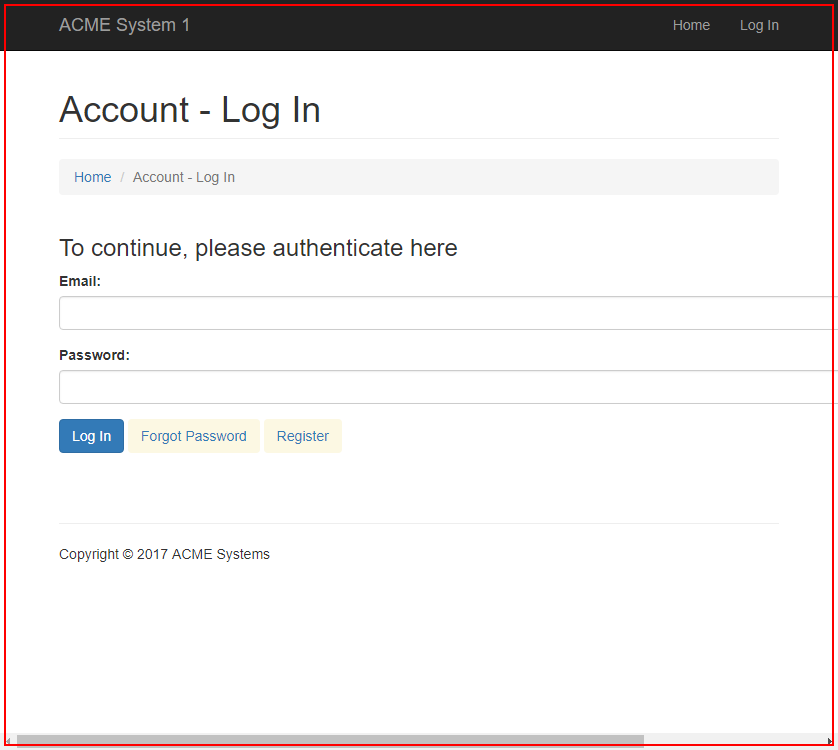 ACME System 1 Home Log In
Account - Log In
Home / Account - Log In
To continue, please authenticate here
Email:
Password:
Log In Forgot Password Register
Copyright © 2017 ACME Systems